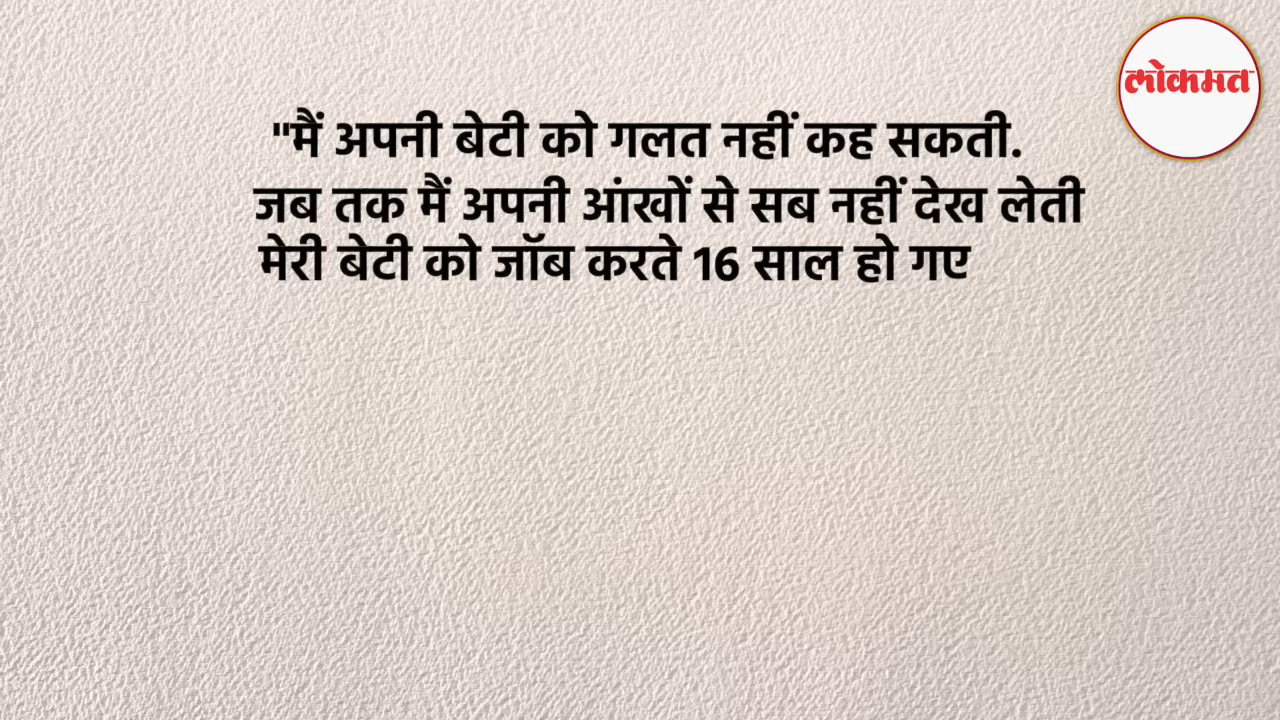 लोकमत
"मैं अपनी बेटी को गलत नहीं कह सकती.
जब तक मैं अपनी आंखों से सब नहीं देख लेती
मेरी बेटी को जॉब करते 16 साल हो गए